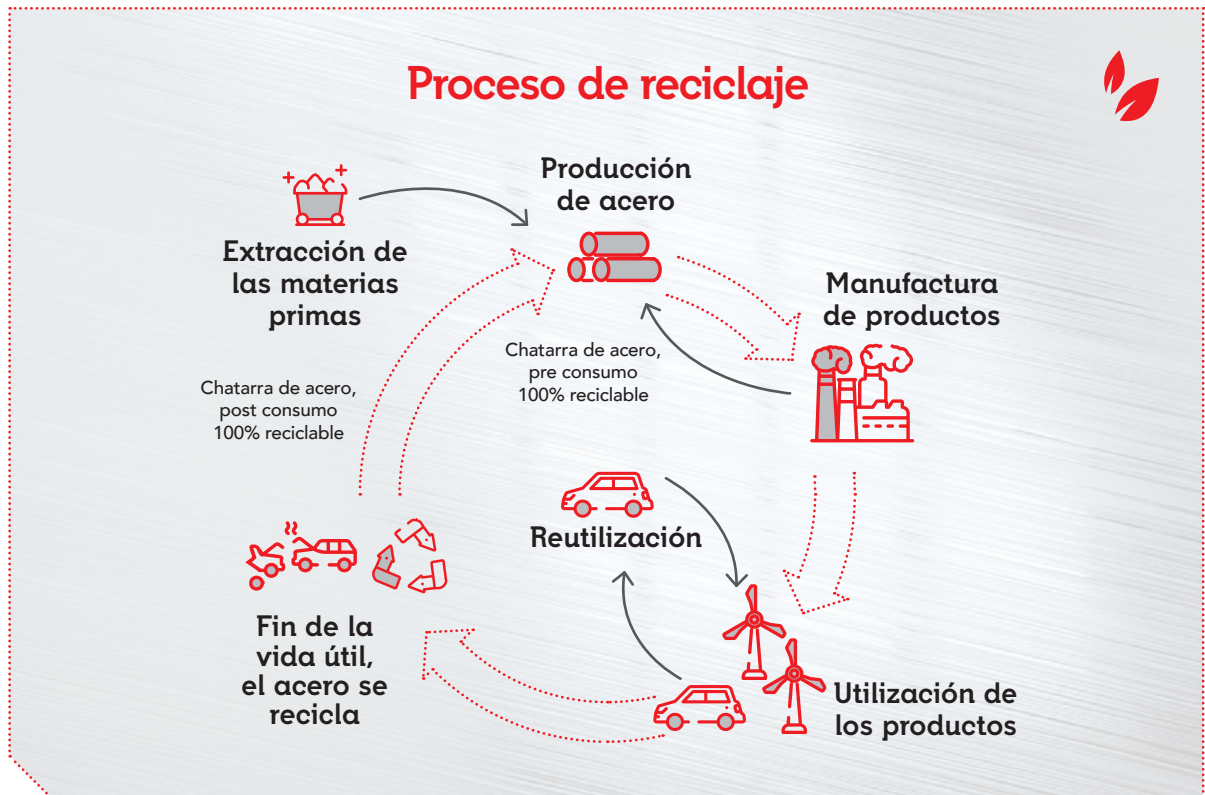 Proceso de reciclaje
Producción
de acero
Extracción de
las materias
primas
Manufactura
de productos
Chatarra de acero,
pre consumo
100% reciclable
Chatarra de acero,
post consumo
100% reciclable
Reutilización
Fin de la
vida útil,
el acero se
recicla
Utilización de
los productos